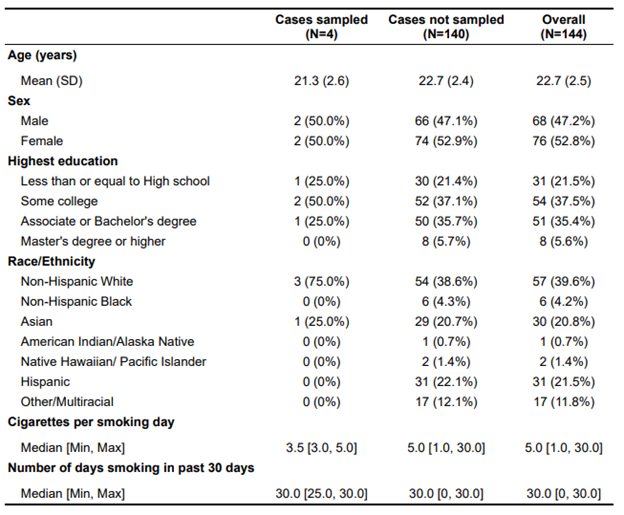 Cases sampled Cases not sampled Overall
(N=4) (N=140) (N=144)
Age (years)
Mean (SD) 21.3 (2.6) 22.7 (2.4) 22.7 (2.5)
Sex
Male 2 (50.0%) 66 (47.1%) 68 (47.2%)
Female 2 (50.0%) 74 (52.9%) 76 (52.8%)
Highest education
Less than or equal to High school 1 (25.0%) 30 (21.4%) 31 (21.5%)
Some college 2 (50.0%) 52 (37.1%) 54 (37.5%)
Associate or Bachelor's degree 1 (25.0%) 50 (35.7%) 51 (35.4%)
Master's degree or higher 0 (0%) 8 (5.7%) 8 (5.6%)
Race/Ethnicity
Non-Hispanic White 3 (75.0%) 54 (38.6%) 57 (39.6%)
Non-Hispanic Black 0 (0%) 6 (4.3%) 6 (4.2%)
Asian 1 (25.0%) 29 (20.7%) 30 (20.8%)
American Indian/Alaska Native 0 (0%) 1 (0.7%) 1 (0.7%)
Native Hawaiian/ Pacific Islander 0 (0%) 2 (1.4%) 2 (1.4%)
Hispanic 0 (0%) 31 (22.1%) 31 (21.5%)
Other/Multiracial 0 (0%) 17 (12.1%) 17 (11.8%)
Cigarettes per smoking day
Median [Min, Max] 3.5 [3.0, 5.0] 5.0 [1.0, 30.0] 5.0 [1.0, 30.0]
Number of days smoking in past 30 days
Median [Min, Max] 30.0 [25.0, 30.0] 30.0 [0, 30.0] 30.0 [0, 30.0]